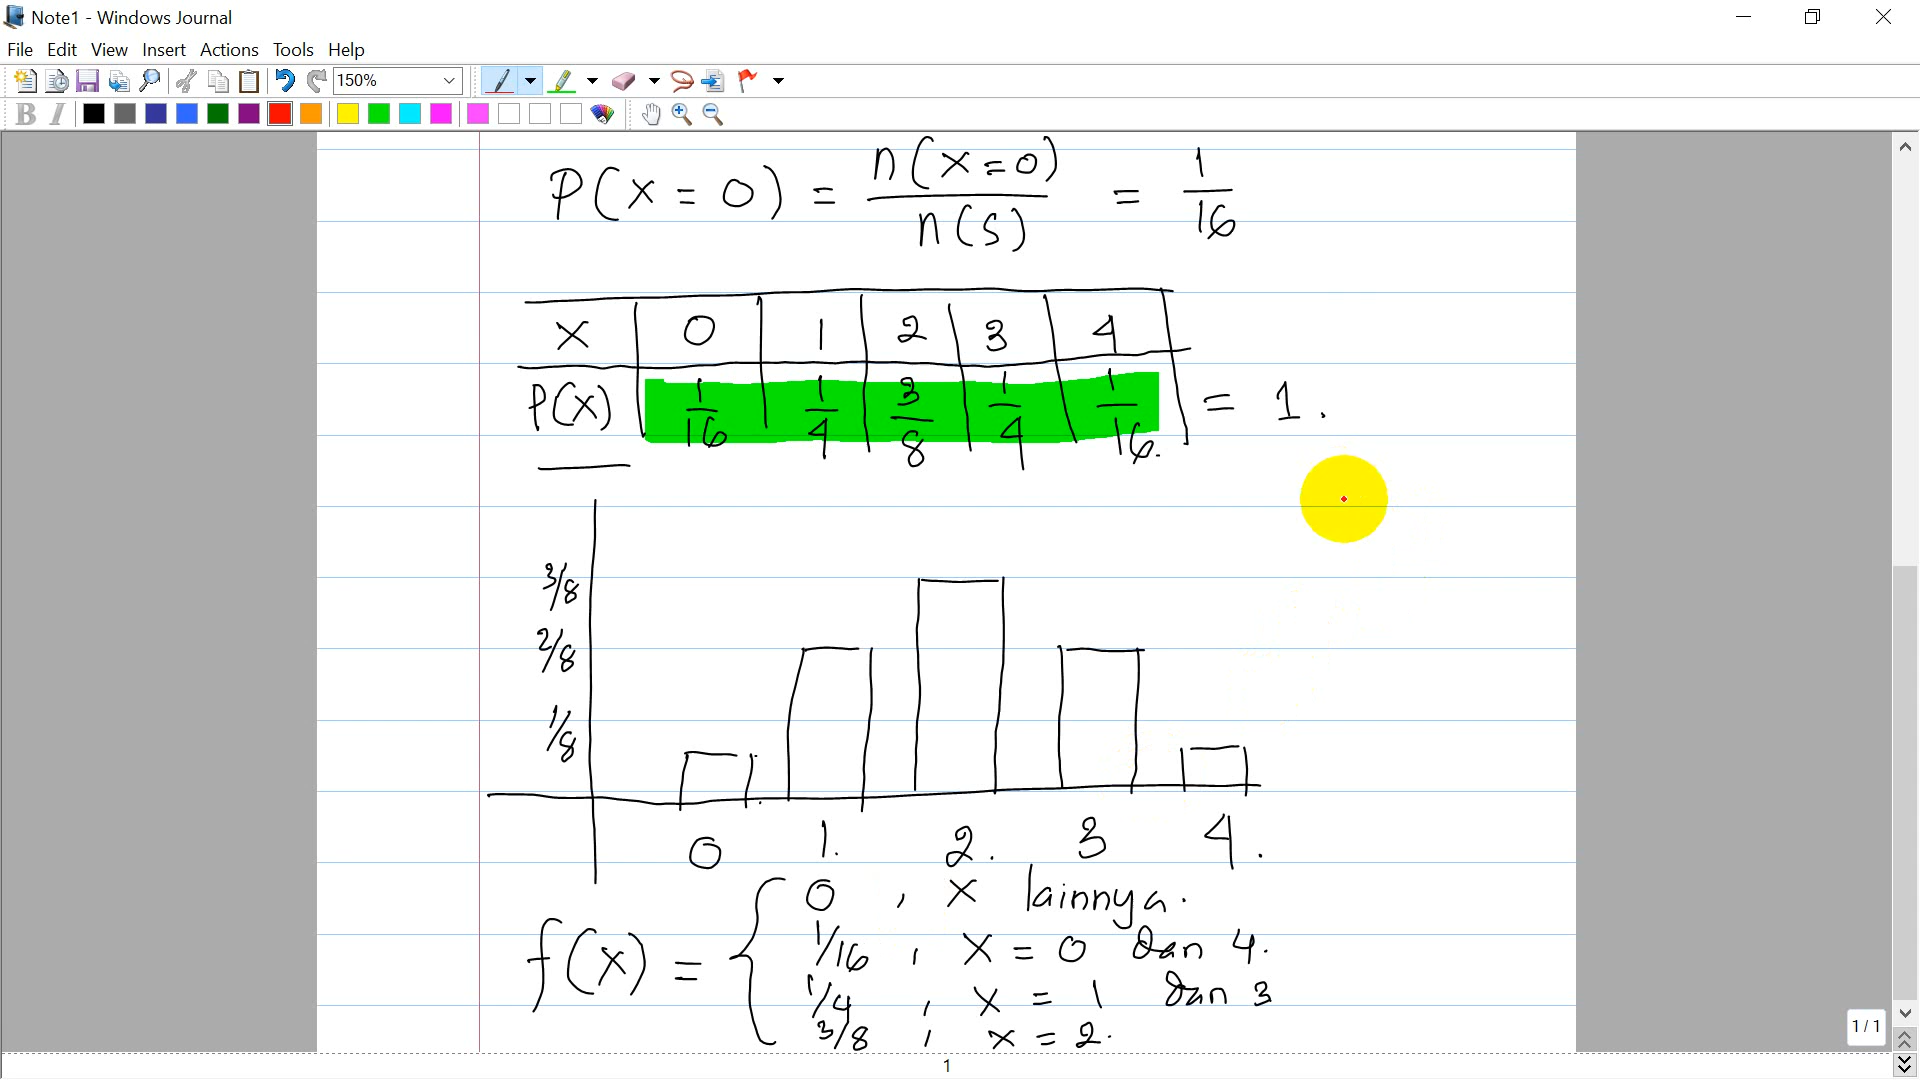 Note1 - Windows Journal
File Edit View Insert Actions Tools Help
150%
B I
P(X = 0) = n(X=0) / n(S) = 1/16
X 0 1 2 3 4
P(X) 1/16 1/4 3/8 1/4 1/16. = 1.
3/8
2/8
1/8
0 1. 2. 3 4.
f(x) = { 0 , X lainnya.
1/16 , X = 0 dan 4.
1/4 , X = 1 dan 3
3/8 , x = 2.
1 / 1
1